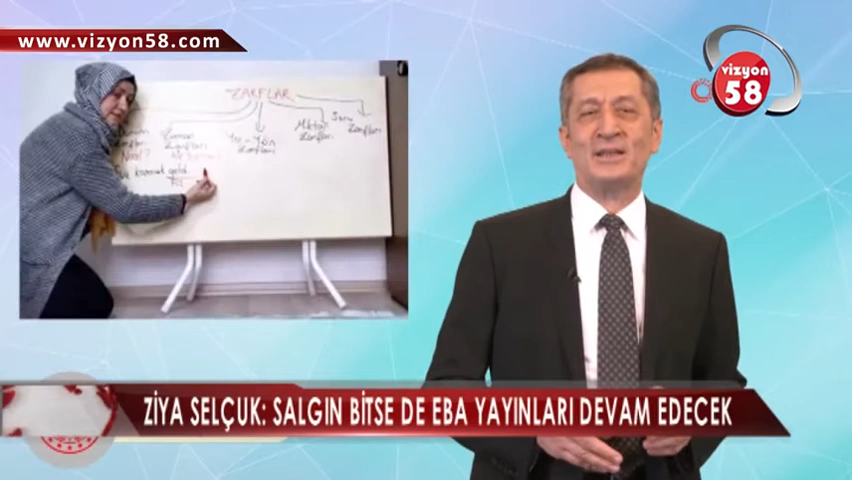 www.vizyon58.com
vizyon
58
ZARFLAR
Zaman
Zarfları
Yer-Yön
Zarfları
Miktar
Zarfları
Soru
Zarfları
Nasıl?
ZİYA SELÇUK: SALGIN BİTSE DE EBA YAYINLARI DEVAM EDECEK